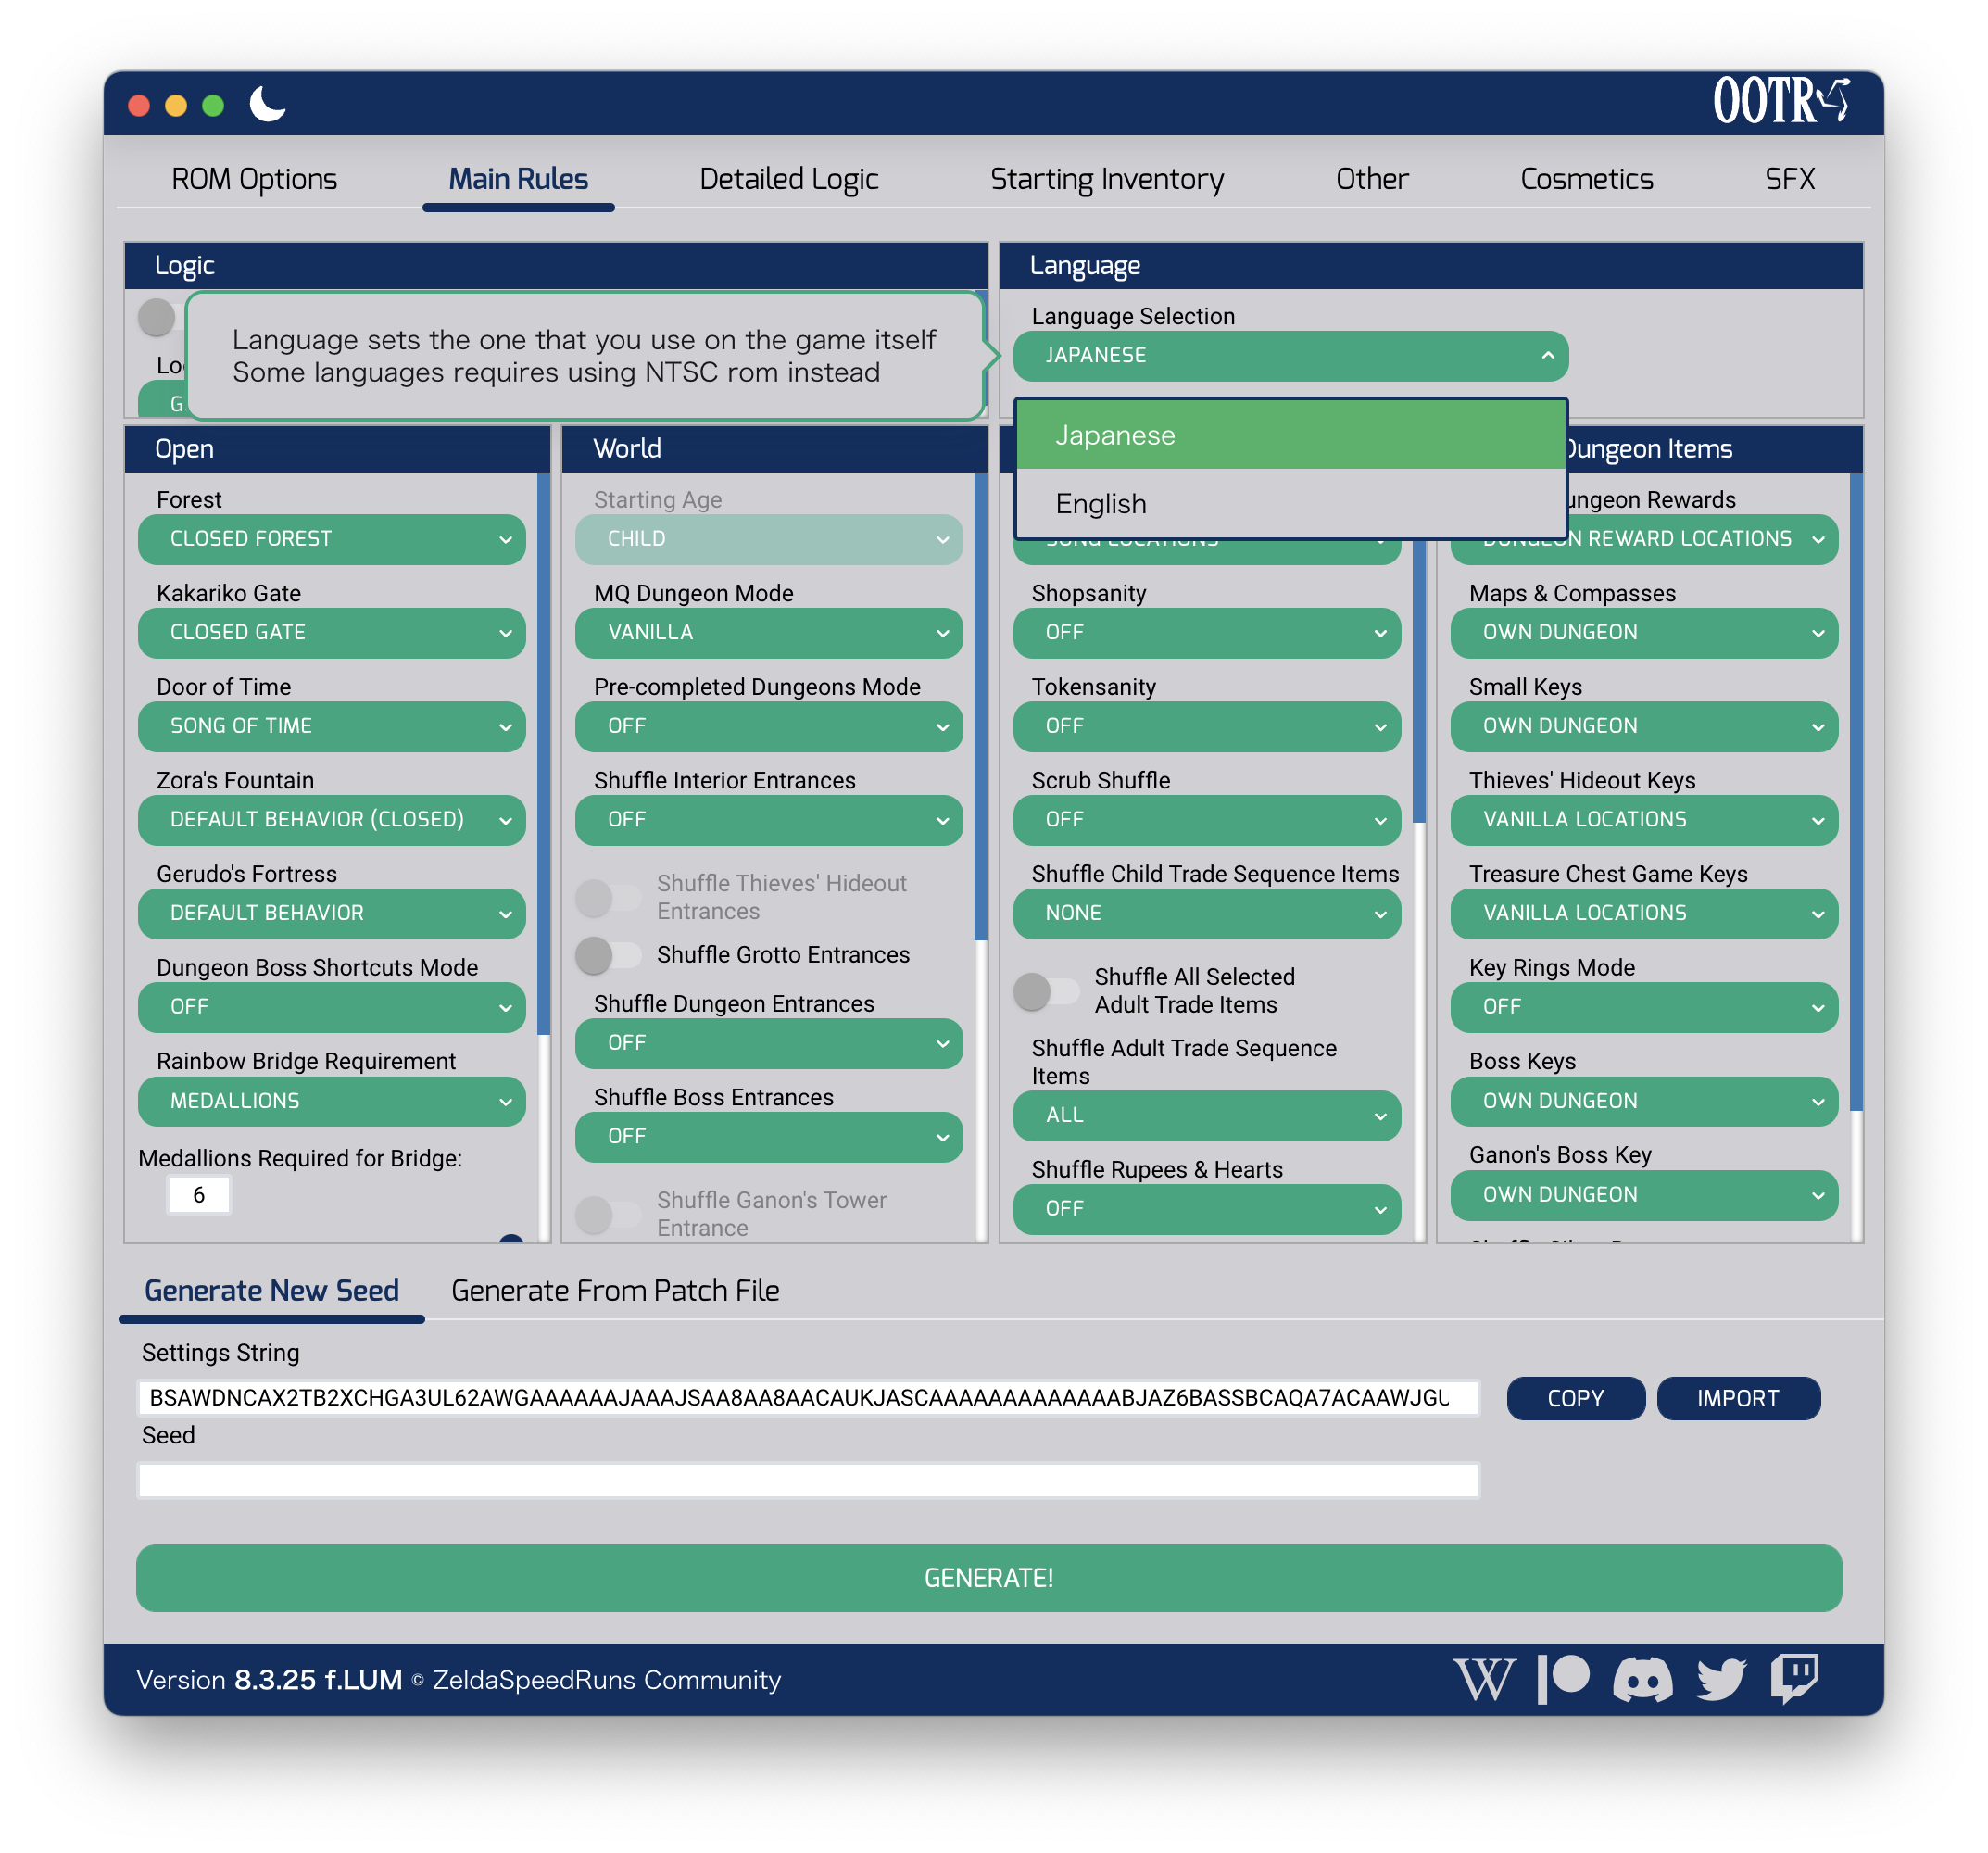 OOTR
ROM Options
Main Rules
Detailed Logic
Starting Inventory
Other
Cosmetics
SFX
Logic
Language sets the one that you use on the game itself
Some languages requires using NTSC rom instead
Language
Language Selection
JAPANESE
Japanese
English
Open
Forest
CLOSED FOREST
Kakariko Gate
CLOSED GATE
Door of Time
SONG OF TIME
Zora's Fountain
DEFAULT BEHAVIOR (CLOSED)
Gerudo's Fortress
DEFAULT BEHAVIOR
Dungeon Boss Shortcuts Mode
OFF
Rainbow Bridge Requirement
MEDALLIONS
Medallions Required for Bridge:
6
World
Starting Age
CHILD
MQ Dungeon Mode
VANILLA
Pre-completed Dungeons Mode
OFF
Shuffle Interior Entrances
OFF
Shuffle Thieves' Hideout
Entrances
Shuffle Grotto Entrances
Shuffle Dungeon Entrances
OFF
Shuffle Boss Entrances
OFF
Shuffle Ganon's Tower
Entrance
SONG LOCATIONS
Shopsanity
OFF
Tokensanity
OFF
Scrub Shuffle
OFF
Shuffle Child Trade Sequence Items
NONE
Shuffle All Selected
Adult Trade Items
Shuffle Adult Trade Sequence
Items
ALL
Shuffle Rupees & Hearts
OFF
Dungeon Items
ungeon Rewards
DUNGEON REWARD LOCATIONS
Maps & Compasses
OWN DUNGEON
Small Keys
OWN DUNGEON
Thieves' Hideout Keys
VANILLA LOCATIONS
Treasure Chest Game Keys
VANILLA LOCATIONS
Key Rings Mode
OFF
Boss Keys
OWN DUNGEON
Ganon's Boss Key
OWN DUNGEON
Generate New Seed
Generate From Patch File
Settings String
BSAWDNCAX2TB2XCHGA3UL62AWGAAAAAAJAAAJSAA8AA8AACAUKJASCAAAAAAAAAAAAABJAZ6BASSBCAQA7ACAAWJGU
COPY
IMPORT
Seed
GENERATE!
Version 8.3.25 f.LUM © ZeldaSpeedRuns Community